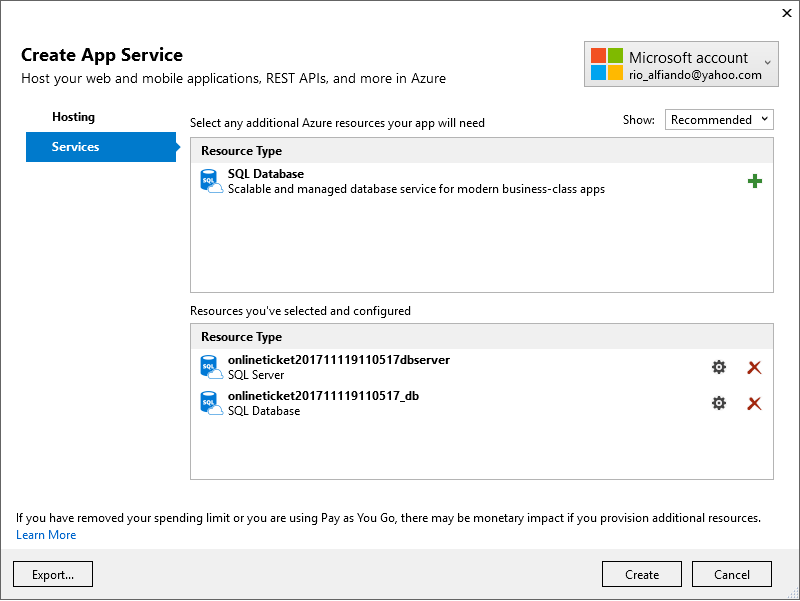 Create App Service
Host your web and mobile applications, REST APIs, and more in Azure
Microsoft account
rio_alfiando@yahoo.com
Hosting
Services
Select any additional Azure resources your app will need
Show: Recommended
Resource Type
SQL
SQL Database
Scalable and managed database service for modern business-class apps
Resources you've selected and configured
Resource Type
SQL
onlineticket201711119110517dbserver
SQL Server
SQL
onlineticket201711119110517_db
SQL Database
If you have removed your spending limit or you are using Pay as You Go, there may be monetary impact if you provision additional resources.
Learn More
Export...
Create
Cancel